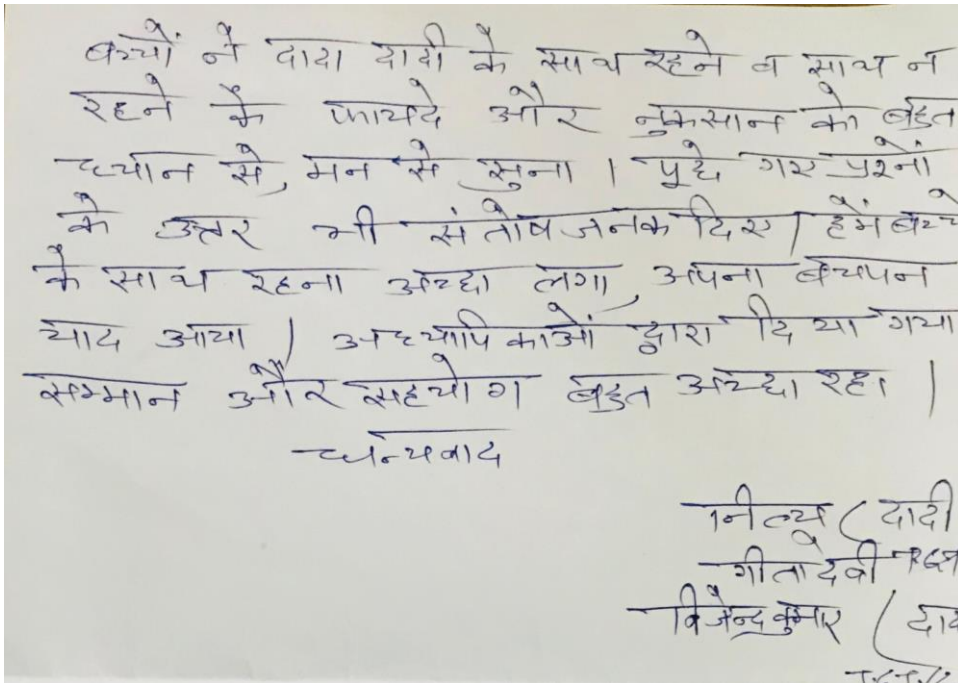 बच्चों ने दादा दादी के साथ रहने व साथ न
रहने के फायदे और नुकसान को बहुत
ध्यान से, मन से सुना । पूछे गए प्रश्नों
के उत्तर भी संतोषजनक दिए । हमें बच्चे
के साथ रहना अच्छा लगा, अपना बचपन
याद आया । अध्यापिकाओं द्वारा दिया गया
सम्मान और सहयोग बहुत अच्छा रहा ।
धन्यवाद
(दादी
गीता देवी
विजेन्द्र कुमार (दाद